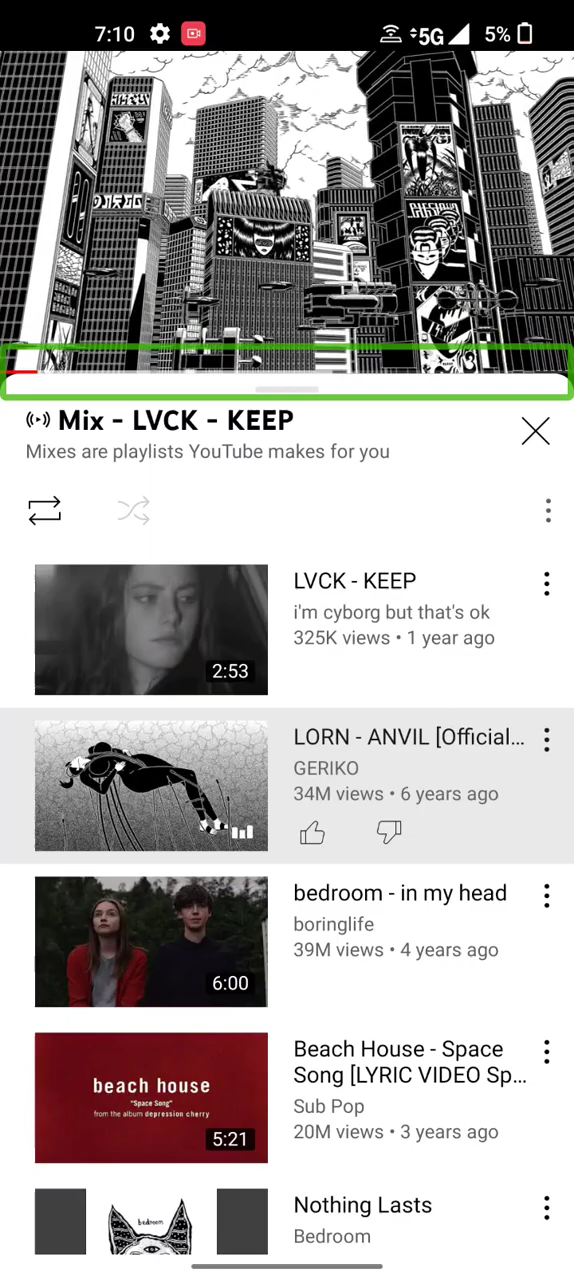 7:10
5G
5%
Mix - LVCK - KEEP
Mixes are playlists YouTube makes for you
LVCK - KEEP
i'm cyborg but that's ok
325K views • 1 year ago
2:53
LORN - ANVIL [Official...
GERIKO
34M views • 6 years ago
bedroom - in my head
boringlife
39M views • 4 years ago
6:00
Beach House - Space
Song [LYRIC VIDEO Sp...
Sub Pop
20M views • 3 years ago
beach house
"Space Song"
from the album depression cherry
5:21
Nothing Lasts
Bedroom
bedroom